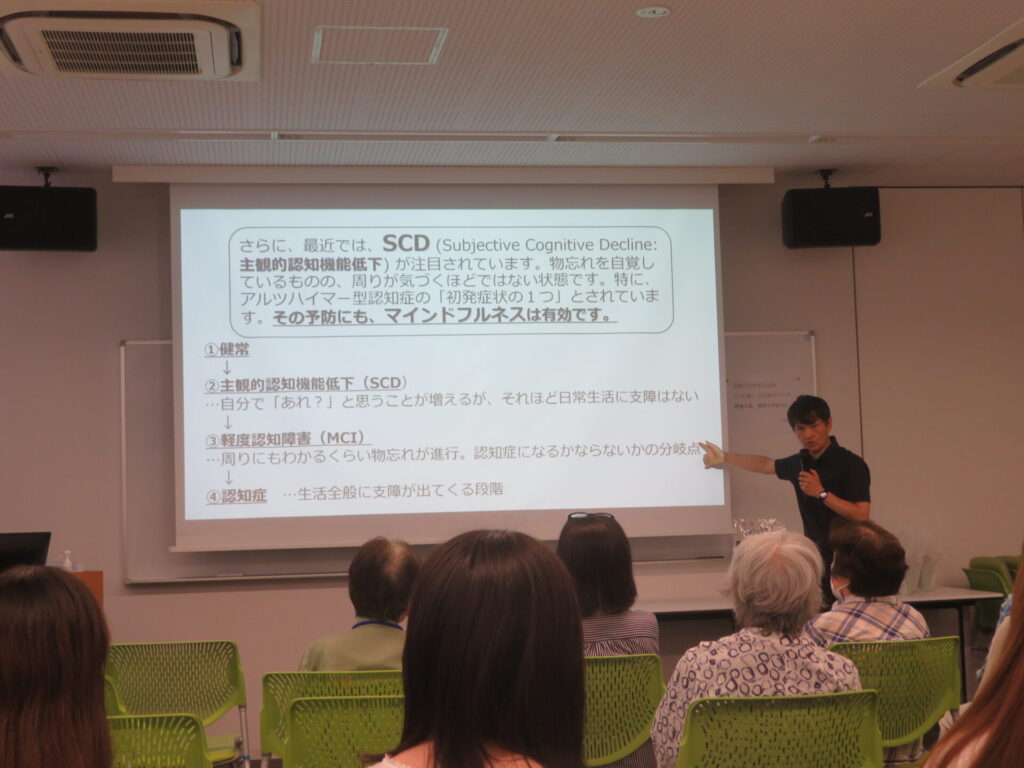 さらに、最近では、SCD (Subjective Cognitive Decline:
主観的認知機能低下) が注目されています。物忘れを自覚し
ているものの、周りが気づくほどではない状態です。特に、
アルツハイマー型認知症の「初発症状の１つ」とされていま
す。その予防にも、マインドフルネスは有効です。
①健常
↓
②主観的認知機能低下（SCD）
…自分で「あれ？」と思うことが増えるが、それほど日常生活に支障はない
↓
③軽度認知障害（MCI）
…周りにもわかるくらい物忘れが進行。認知症になるかならないかの分岐点
↓
④認知症　…生活全般に支障が出てくる段階
JVC
JVC